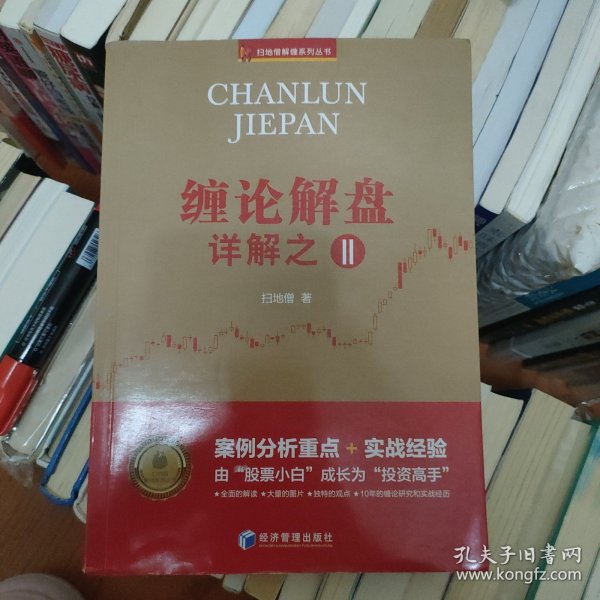 扫地僧解缠系列丛书
CHANLUN
JIEPAN
缠论解盘
详解之 II
扫地僧 著
案例分析重点 + 实战经验
由“股票小白”成长为“投资高手”
★全面的解读 ★大量的图片 ★独特的观点 ★10年的缠论研究和实战经历
经济管理出版社
孔夫子旧书网
www.kongfz.com